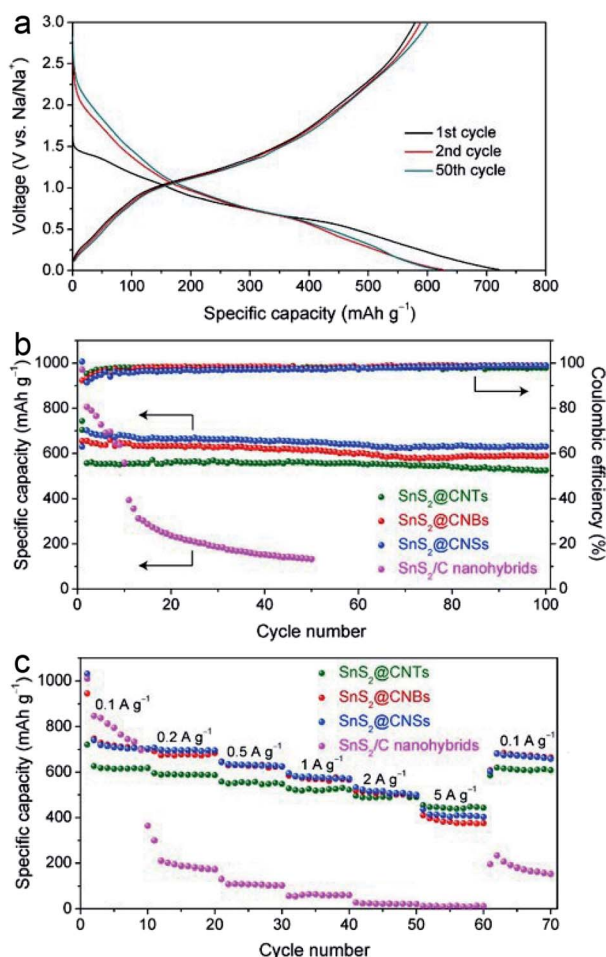 a
3.0
2.5
2.0
1.5
1.0
0.5
0.0
Voltage (V vs. Na/Na⁺)
1st cycle
2nd cycle
50th cycle
0 100 200 300 400 500 600 700 800
Specific capacity (mAh g⁻¹)
b
1000
800
600
400
200
0
Specific capacity (mAh g⁻¹)
100
80
60
40
20
0
Coulombic efficiency (%)
SnS₂@CNTs
SnS₂@CNBs
SnS₂@CNSs
SnS₂/C nanohybrids
0 20 40 60 80 100
Cycle number
c
1000
800
600
400
200
0
Specific capacity (mAh g⁻¹)
SnS₂@CNTs
SnS₂@CNBs
SnS₂@CNSs
SnS₂/C nanohybrids
0.1 A g⁻¹
0.2 A g⁻¹
0.5 A g⁻¹
1 A g⁻¹
2 A g⁻¹
5 A g⁻¹
0.1 A g⁻¹
0 10 20 30 40 50 60 70
Cycle number